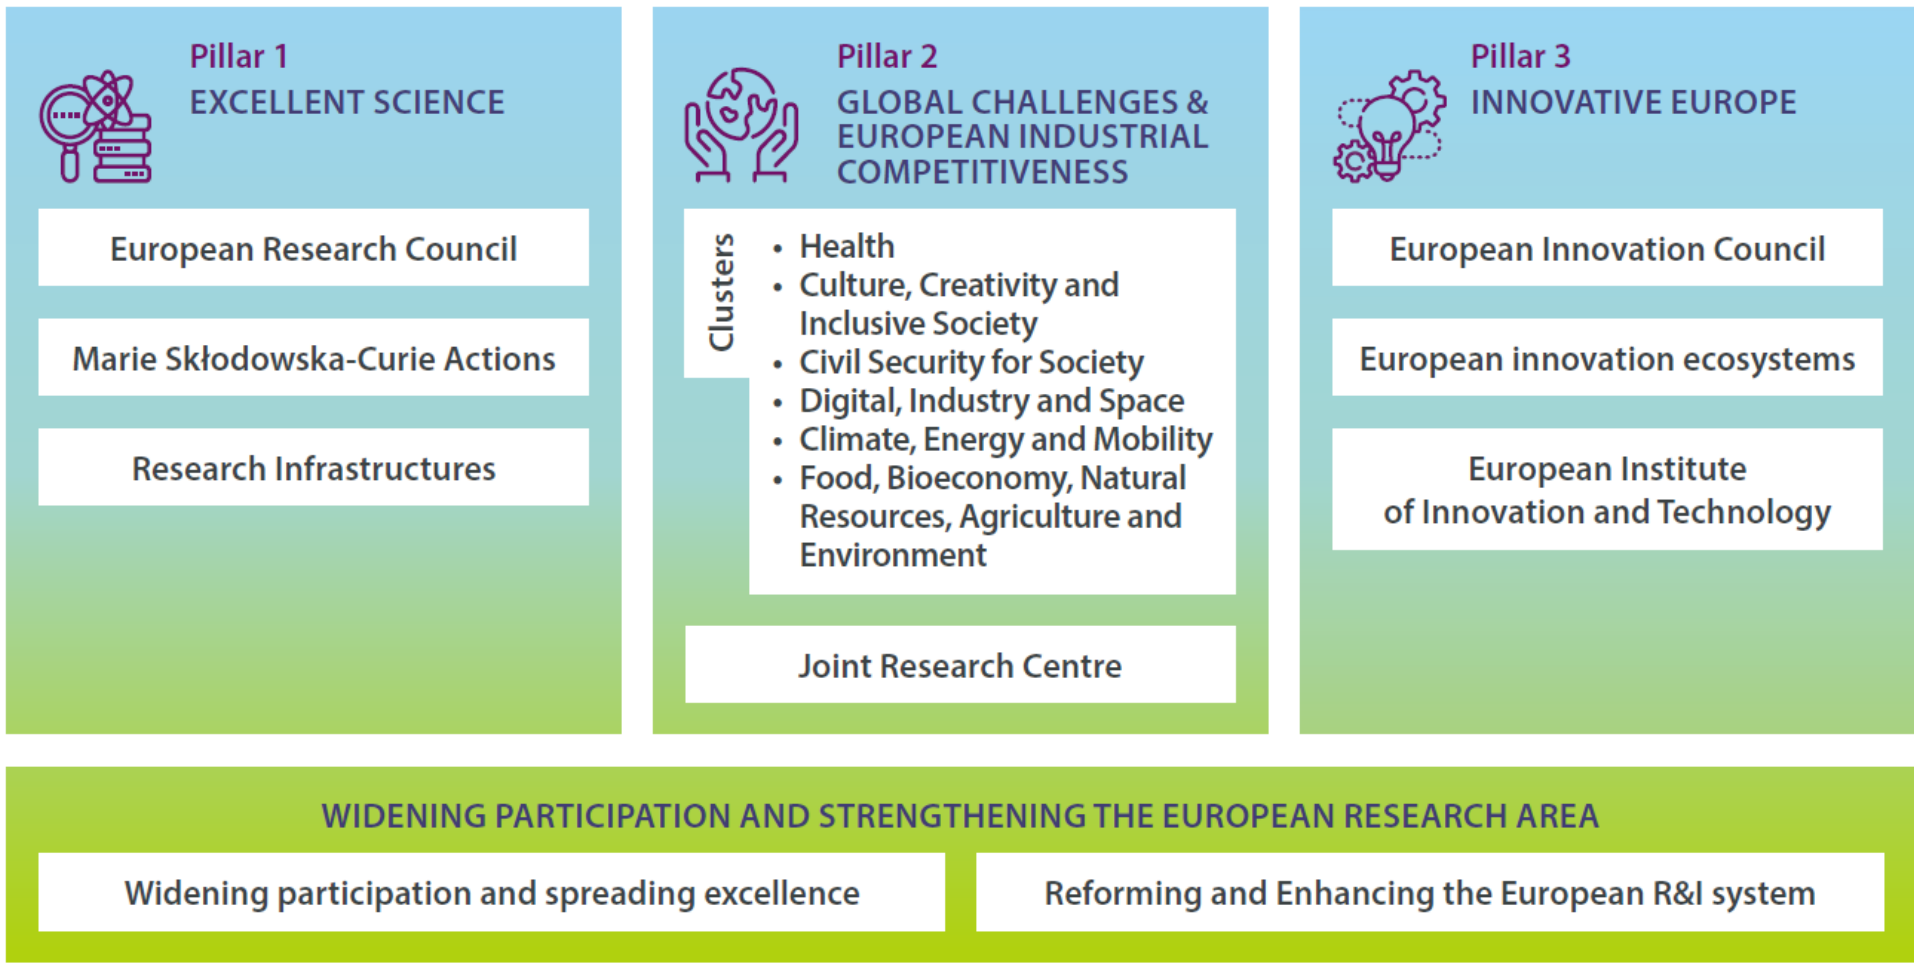 Pillar 1
EXCELLENT SCIENCE
European Research Council
Marie Skłodowska-Curie Actions
Research Infrastructures
Pillar 2
GLOBAL CHALLENGES &
EUROPEAN INDUSTRIAL
COMPETITIVENESS
Clusters
• Health
• Culture, Creativity and
Inclusive Society
• Civil Security for Society
• Digital, Industry and Space
• Climate, Energy and Mobility
• Food, Bioeconomy, Natural
Resources, Agriculture and
Environment
Joint Research Centre
Pillar 3
INNOVATIVE EUROPE
European Innovation Council
European innovation ecosystems
European Institute
of Innovation and Technology
WIDENING PARTICIPATION AND STRENGTHENING THE EUROPEAN RESEARCH AREA
Widening participation and spreading excellence
Reforming and Enhancing the European R&I system